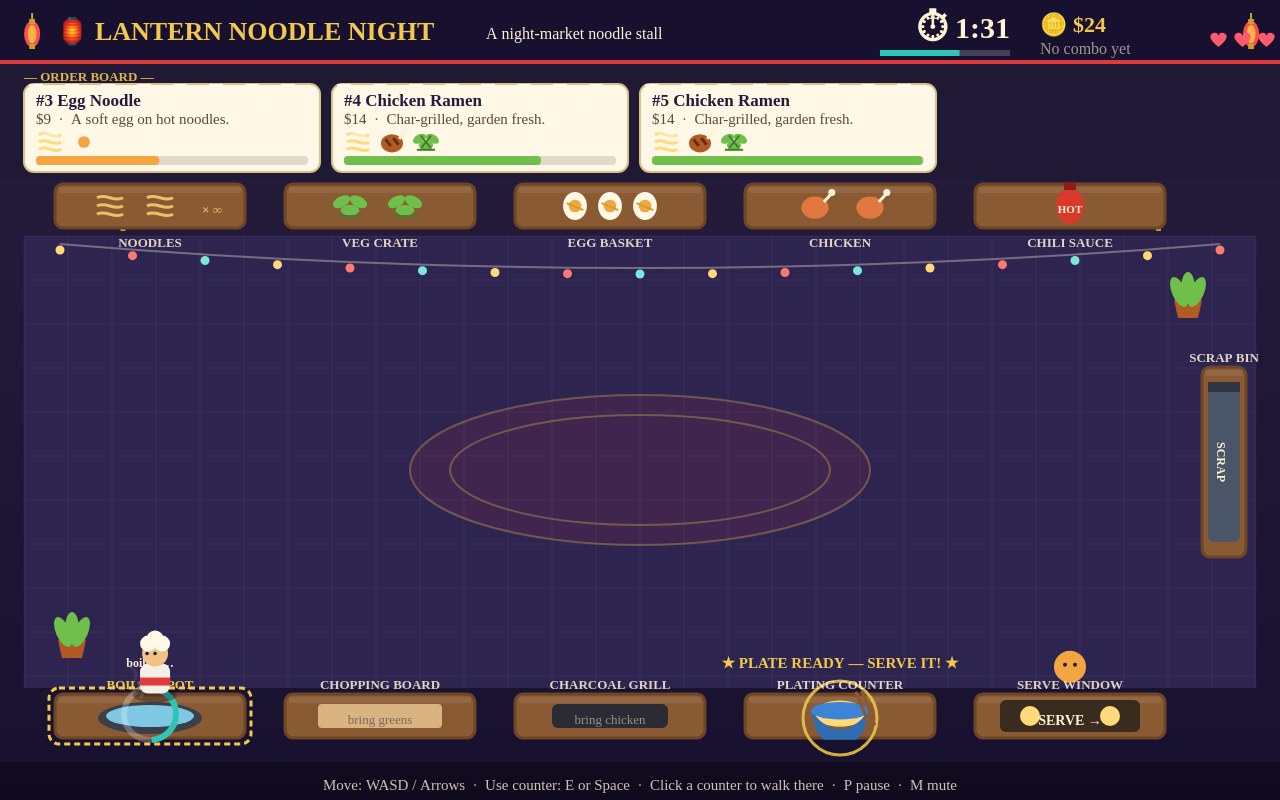 LANTERN NOODLE NIGHT
A night-market noodle stall
1:31
$24
No combo yet
— ORDER BOARD —
#3 Egg Noodle
$9 · A soft egg on hot noodles.
#4 Chicken Ramen
$14 · Char-grilled, garden fresh.
#5 Chicken Ramen
$14 · Char-grilled, garden fresh.
× ∞
HOT
NOODLES
VEG CRATE
EGG BASKET
CHICKEN
CHILI SAUCE
SCRAP BIN
SCRAP
★ PLATE READY — SERVE IT! ★
CHOPPING BOARD
CHARCOAL GRILL
PLATING COUNTER
SERVE WINDOW
bring greens
bring chicken
SERVE →
Move: WASD / Arrows · Use counter: E or Space · Click a counter to walk there · P pause · M mute